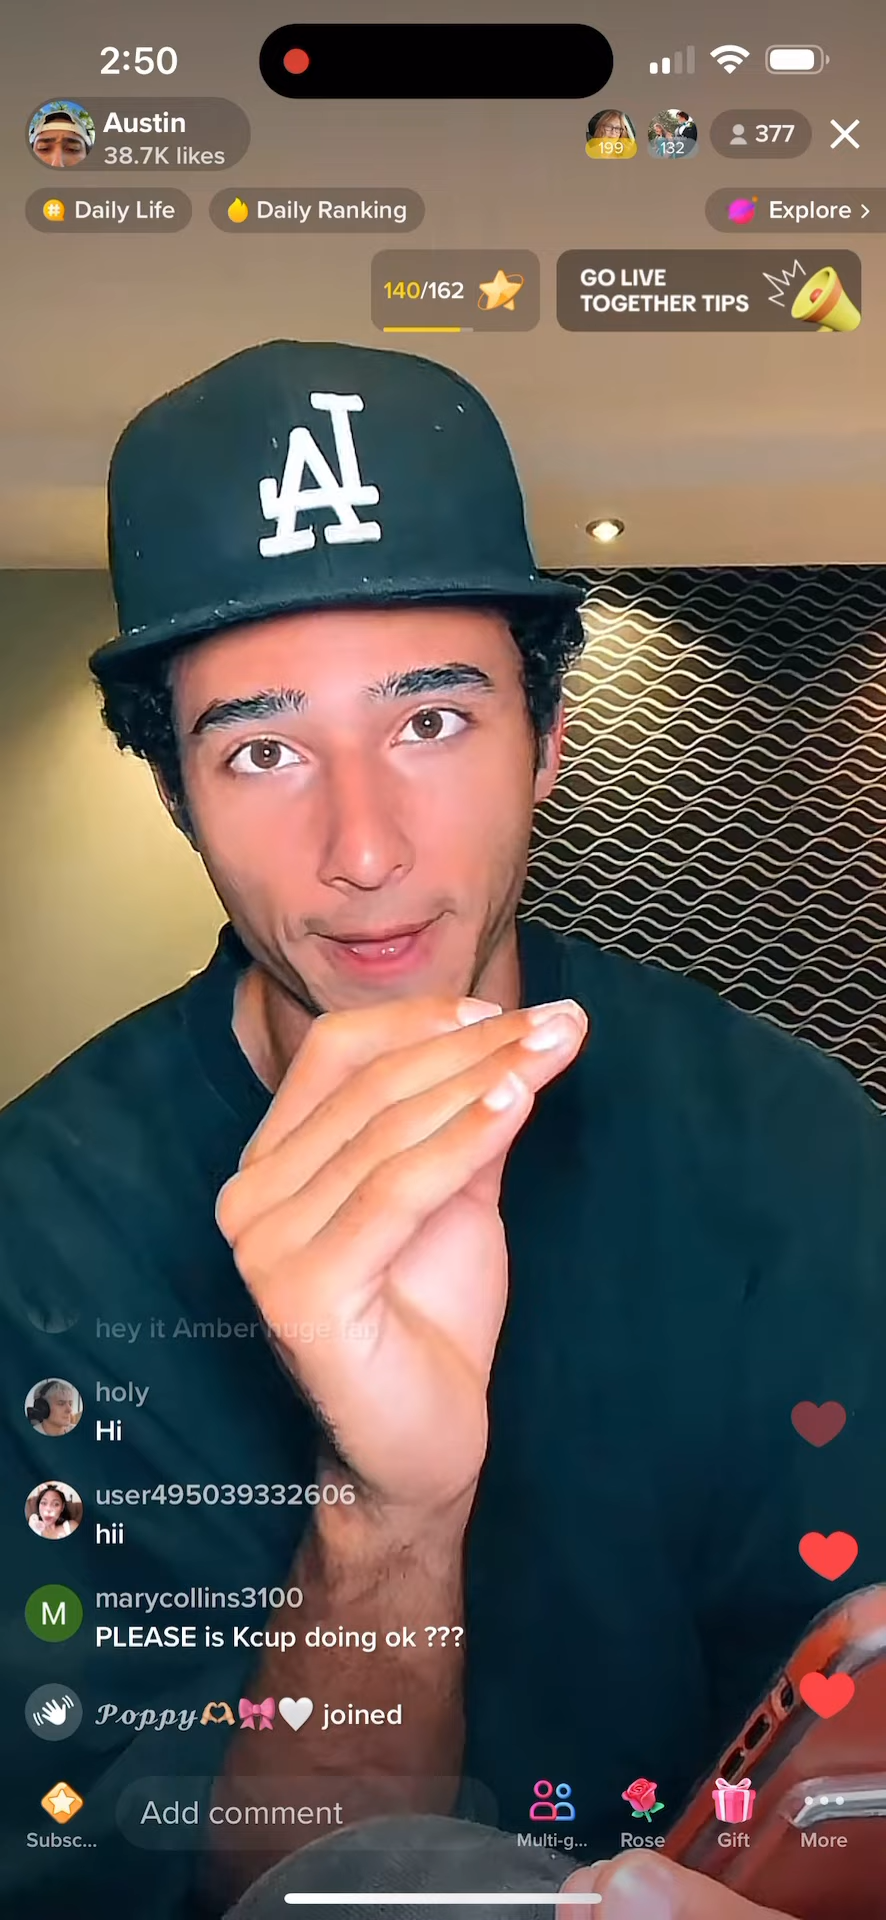 2:50
Austin
38.7K likes
199
132
377
Daily Life
Daily Ranking
Explore
140/162
GO LIVE
TOGETHER TIPS
LA
hey it Amber huge fan
holy
Hi
user495039332606
hii
M
marycollins3100
PLEASE is Kcup doing ok ???
𝓟𝓸𝓹𝓹𝔂🫶🏼🎀🤍 joined
Subsc...
Add comment
Multi-g...
Rose
Gift
More